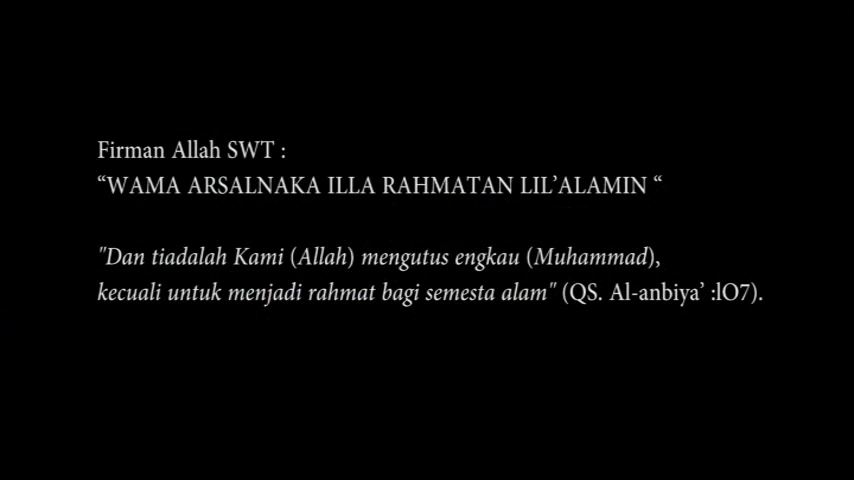 Firman Allah SWT :
“WAMA ARSALNAKA ILLA RAHMATAN LIL’ALAMIN “
"Dan tiadalah Kami (Allah) mengutus engkau (Muhammad),
kecuali untuk menjadi rahmat bagi semesta alam" (QS. Al-anbiya’ :lO7).